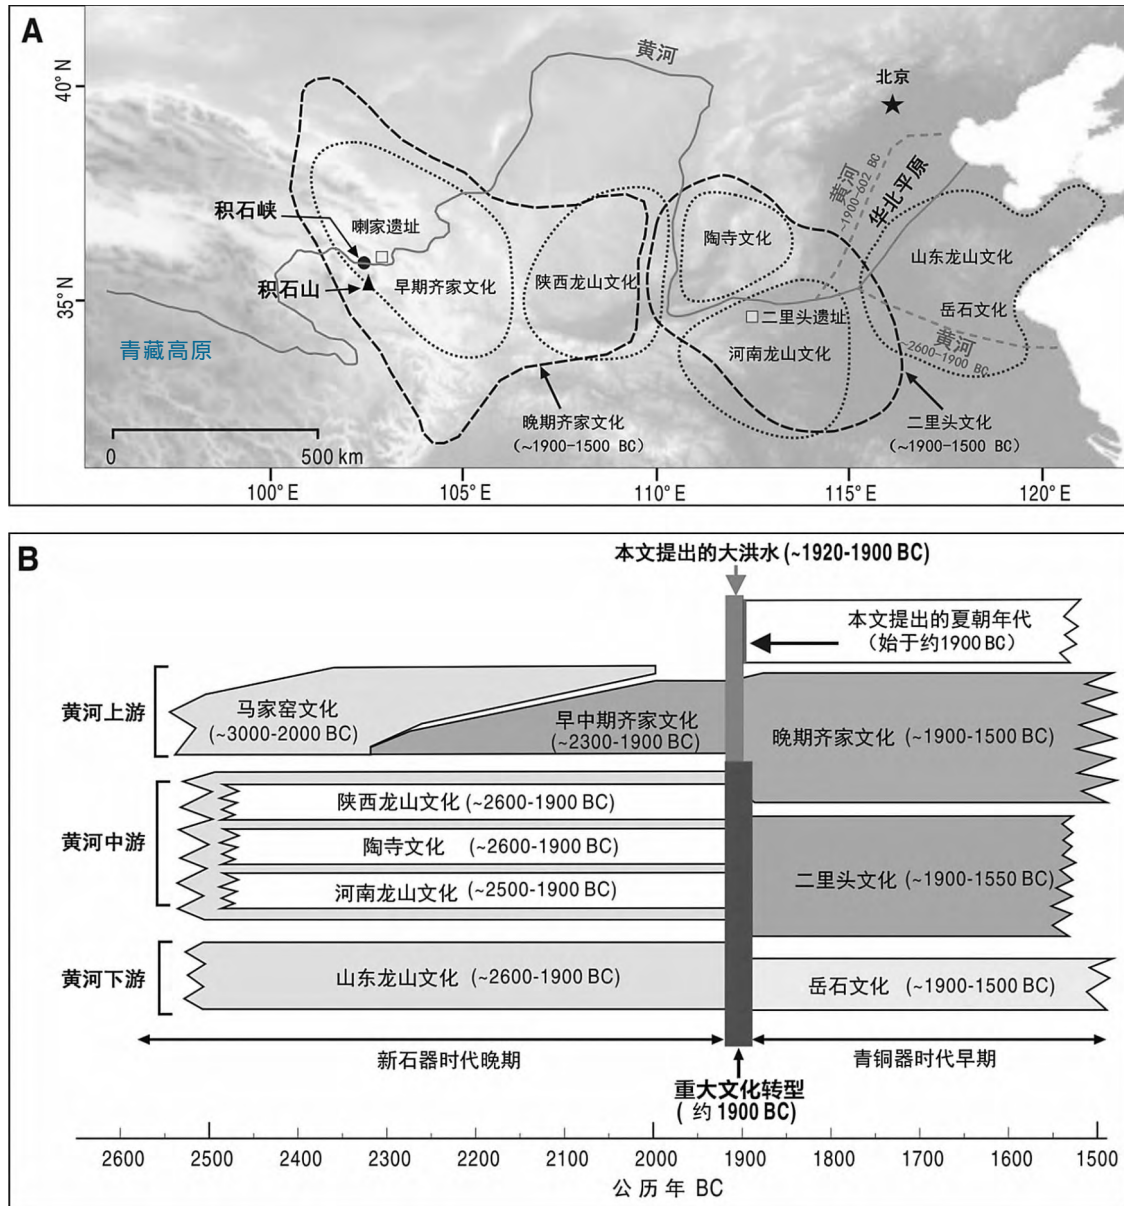 A
40° N
35° N
黄河
北京
积石峡
喇家遗址
积石山
早期齐家文化
陕西龙山文化
陶寺文化
黄河
~1900–602 BC
华北平原
山东龙山文化
岳石文化
二里头遗址
河南龙山文化
黄河
~2600–1900 BC
青藏高原
晚期齐家文化
(~1900–1500 BC)
二里头文化
(~1900–1500 BC)
0
500 km
100° E
105° E
110° E
115° E
120° E
B
本文提出的大洪水 (~1920-1900 BC)
本文提出的夏朝年代
（始于约1900 BC）
黄河上游
马家窑文化
(~3000-2000 BC)
早中期齐家文化
(~2300-1900 BC)
晚期齐家文化 (~1900-1500 BC)
黄河中游
陕西龙山文化 (~2600-1900 BC)
陶寺文化 (~2600-1900 BC)
河南龙山文化 (~2500-1900 BC)
二里头文化 (~1900-1550 BC)
黄河下游
山东龙山文化 (~2600-1900 BC)
岳石文化 (~1900-1500 BC)
新石器时代晚期
青铜器时代早期
重大文化转型
( 约 1900 BC)
2600 2500 2400 2300 2200 2100 2000 1900 1800 1700 1600 1500
公历年 BC